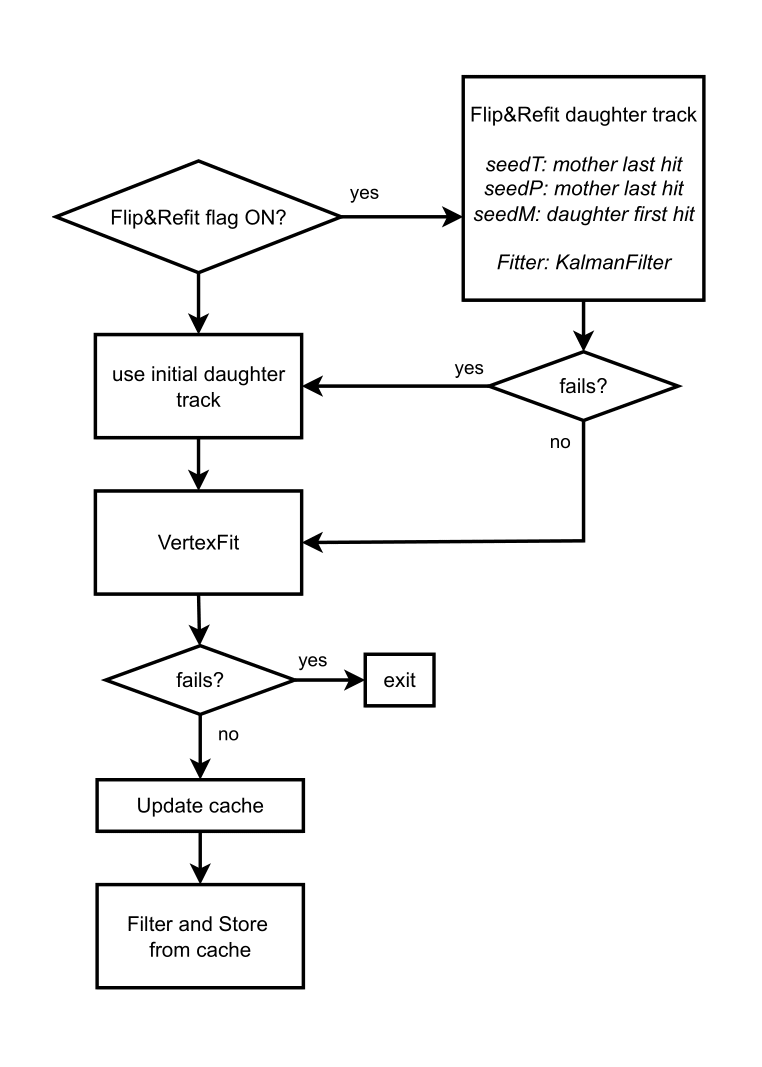 Flip&Refit flag ON?
yes
Flip&Refit daughter track
seedT: mother last hit
seedP: mother last hit
seedM: daughter first hit
Fitter: KalmanFilter
use initial daughter
track
yes
fails?
no
VertexFit
fails?
yes
exit
no
Update cache
Filter and Store
from cache